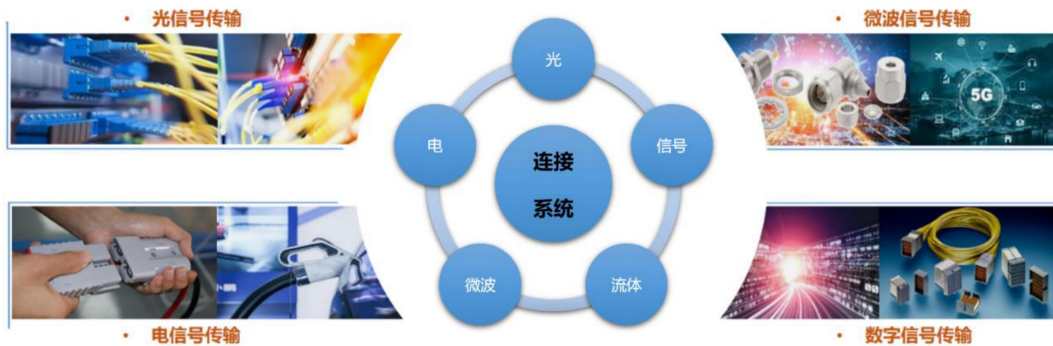 • 光信号传输
• 微波信号传输
光
电
信号
连接
系统
微波
流体
5G
• 电信号传输
• 数字信号传输